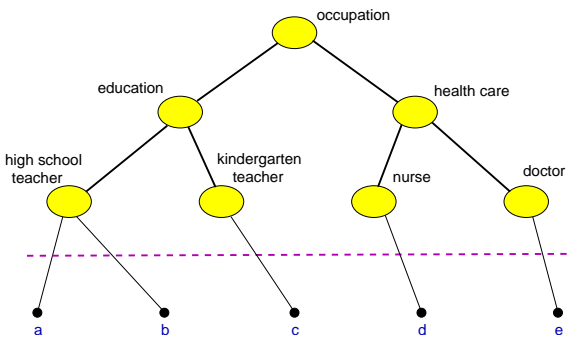 occupation
education
health care
high school
teacher
kindergarten
teacher
nurse
doctor
a
b
c
d
e